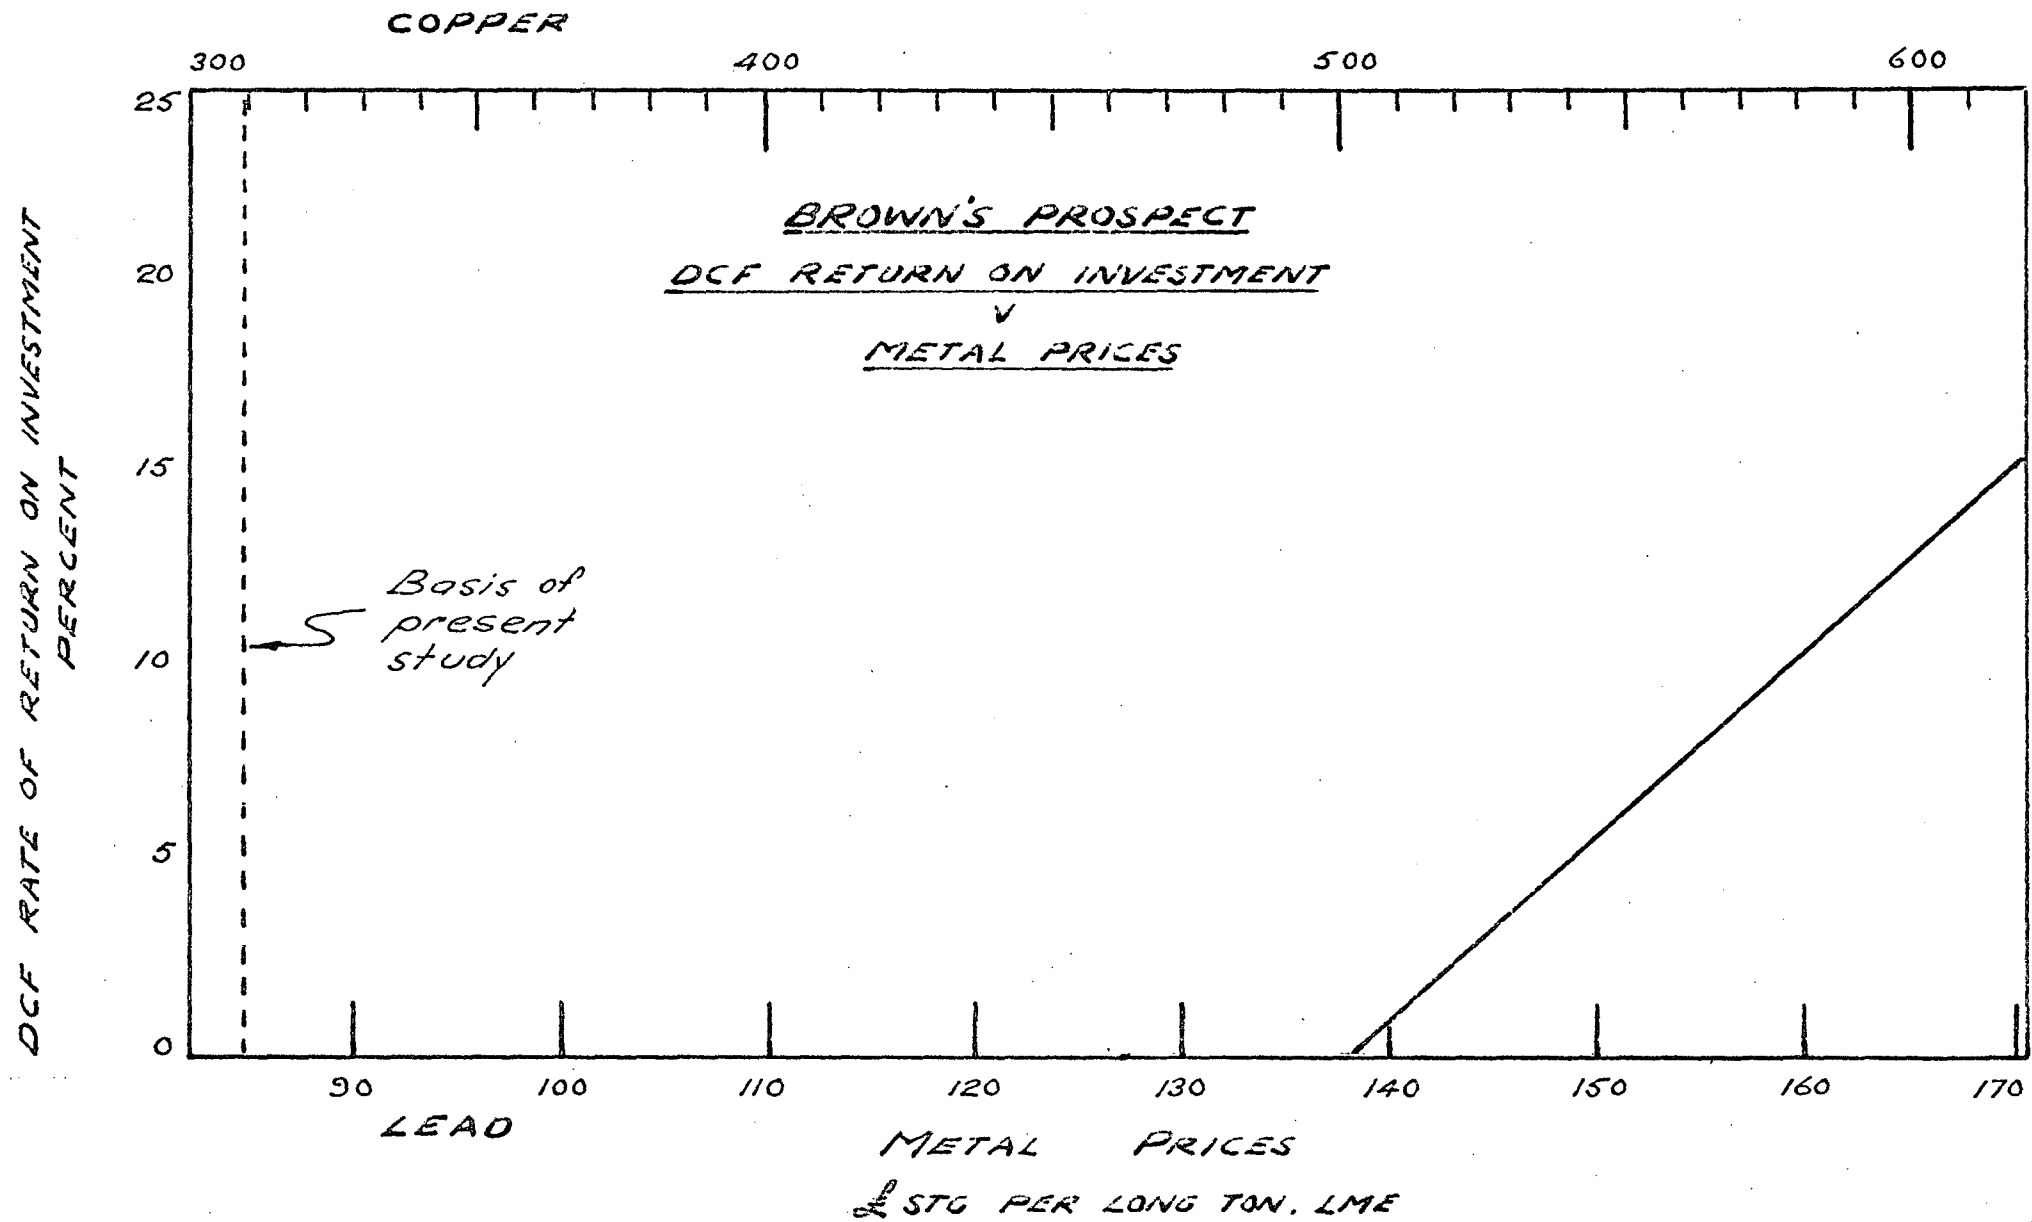 COPPER
300 400 500 600
25
20
15
10
5
0
DCF RATE OF RETURN ON INVESTMENT
PERCENT
BROWN'S PROSPECT
DCF RETURN ON INVESTMENT
V
METAL PRICES
Basis of
present
study
90 100 110 120 130 140 150 160 170
LEAD
METAL PRICES
£ STG PER LONG TON. LME